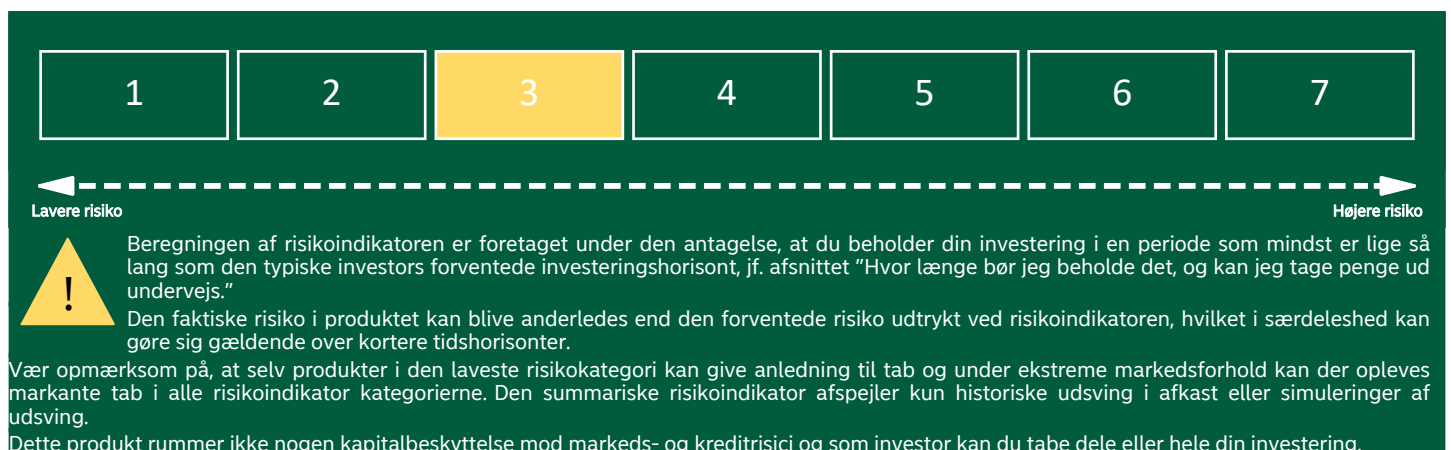 1 2 3 4 5 6 7
Lavere risiko Højere risiko
Beregningen af risikoindikatoren er foretaget under den antagelse, at du beholder din investering i en periode som mindst er lige så
lang som den typiske investors forventede investeringshorisont, jf. afsnittet ”Hvor længe bør jeg beholde det, og kan jeg tage penge ud
undervejs.”
!
Den faktiske risiko i produktet kan blive anderledes end den forventede risiko udtrykt ved risikoindikatoren, hvilket i særdeleshed kan
gøre sig gældende over kortere tidshorisonter.
Vær opmærksom på, at selv produkter i den laveste risikokategori kan give anledning til tab og under ekstreme markedsforhold kan der opleves
markante tab i alle risikoindikator kategorierne. Den summariske risikoindikator afspejler kun historiske udsving i afkast eller simuleringer af
udsving.
Dette produkt rummer ikke nogen kapitalbeskyttelse mod markeds- og kreditrisici og som investor kan du tabe dele eller hele din investering.